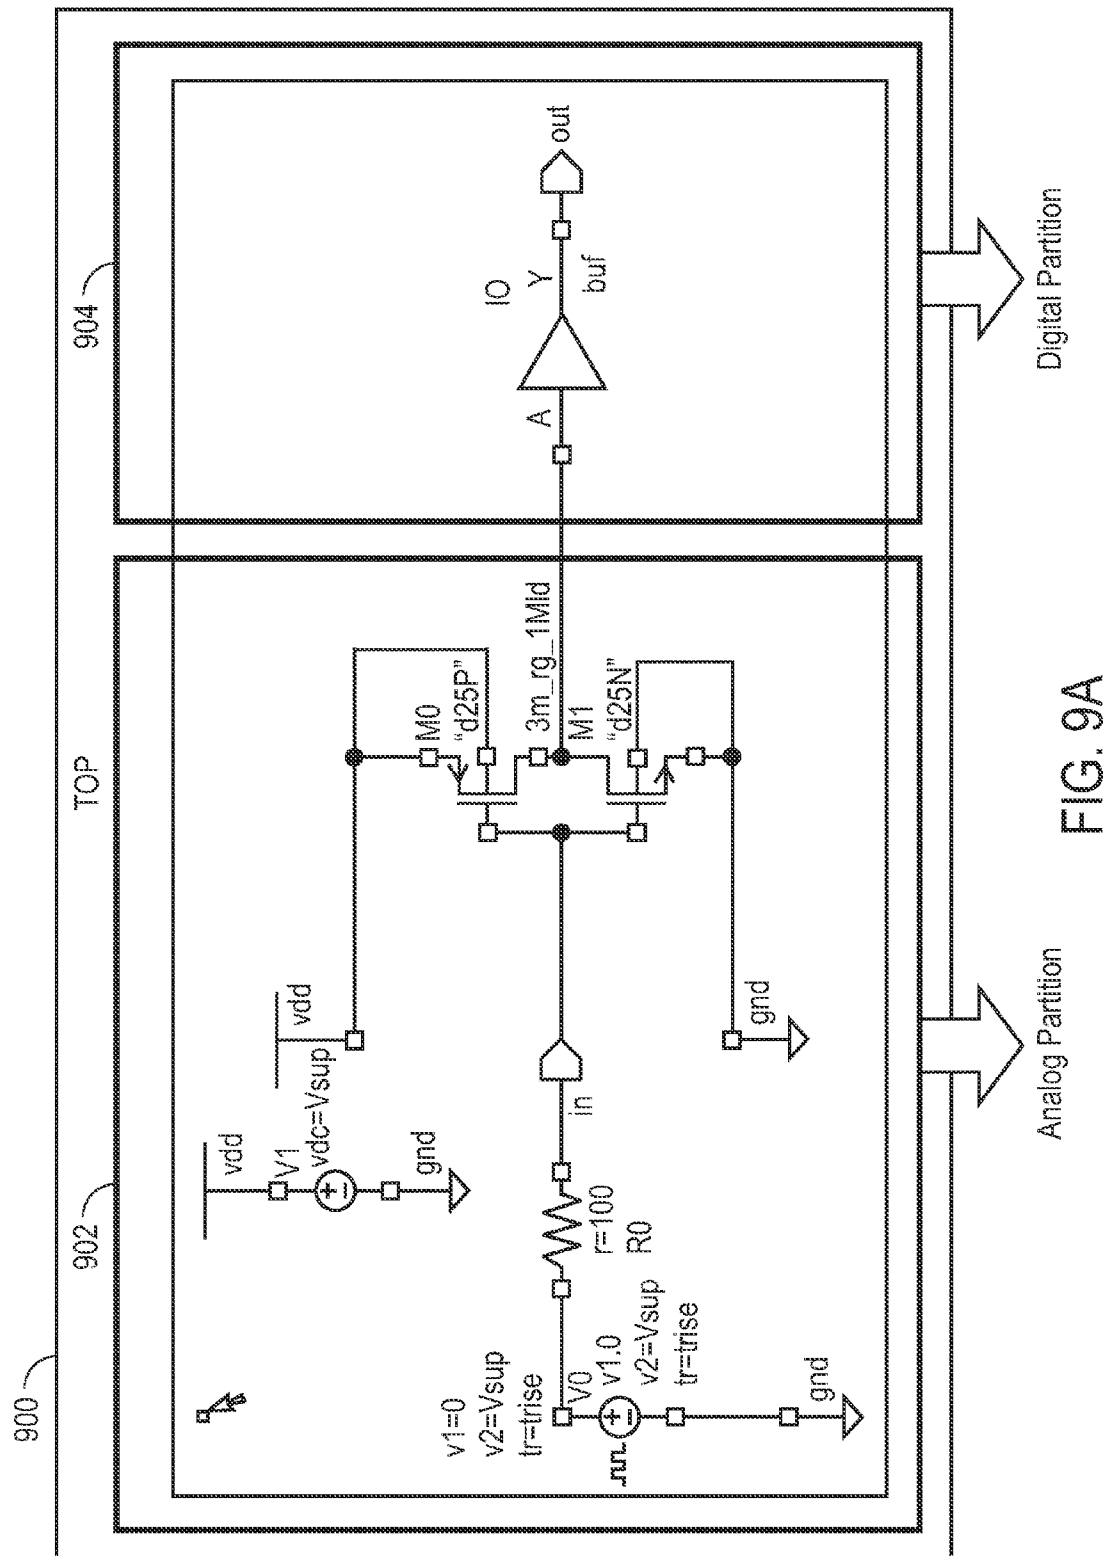 900
902
TOP
904
v1=0
v2=Vsup
tr=trise
V0
v1.0
v2=Vsup
tr=trise
gnd
r=100
R0
in
vdd
V1
vdc=Vsup
gnd
vdd
gnd
M0
"d25P"
3m_rg_1Mid
M1
"d25N"
A
IO
Y
buf
out
Analog Partition
Digital Partition
FIG. 9A